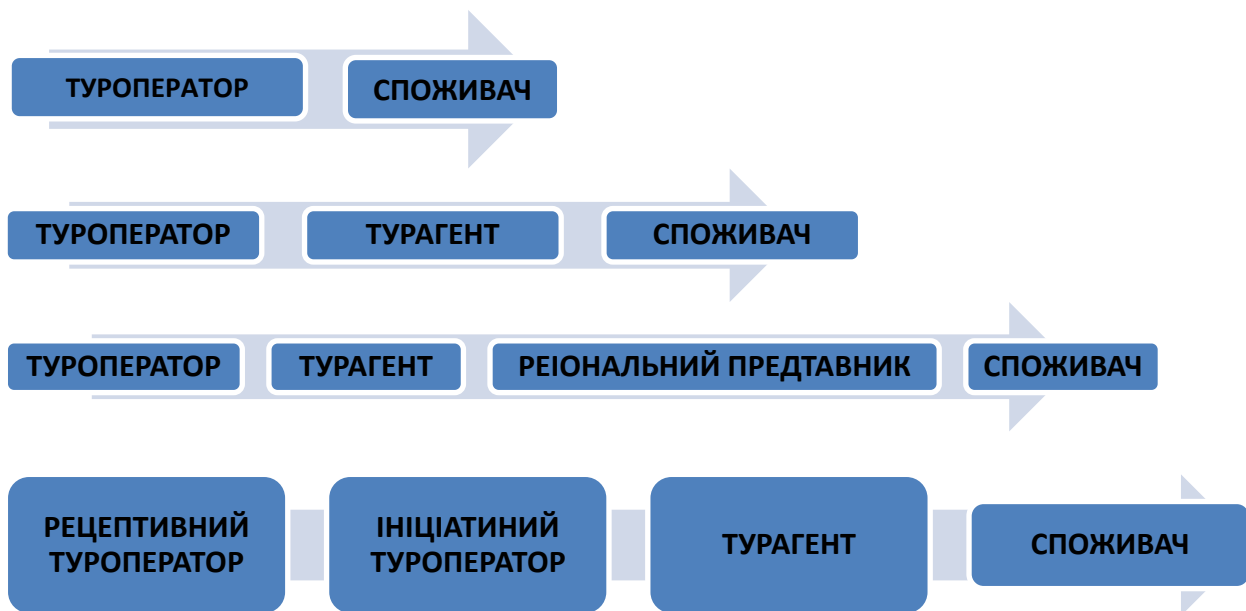 ТУРОПЕРАТОР
СПОЖИВАЧ
ТУРОПЕРАТОР
ТУРАГЕНТ
СПОЖИВАЧ
ТУРОПЕРАТОР
ТУРАГЕНТ
РЕІОНАЛЬНИЙ ПРЕДТАВНИК
СПОЖИВАЧ
РЕЦЕПТИВНИЙ
ТУРОПЕРАТОР
ІНІЦІАТИНИЙ
ТУРОПЕРАТОР
ТУРАГЕНТ
СПОЖИВАЧ